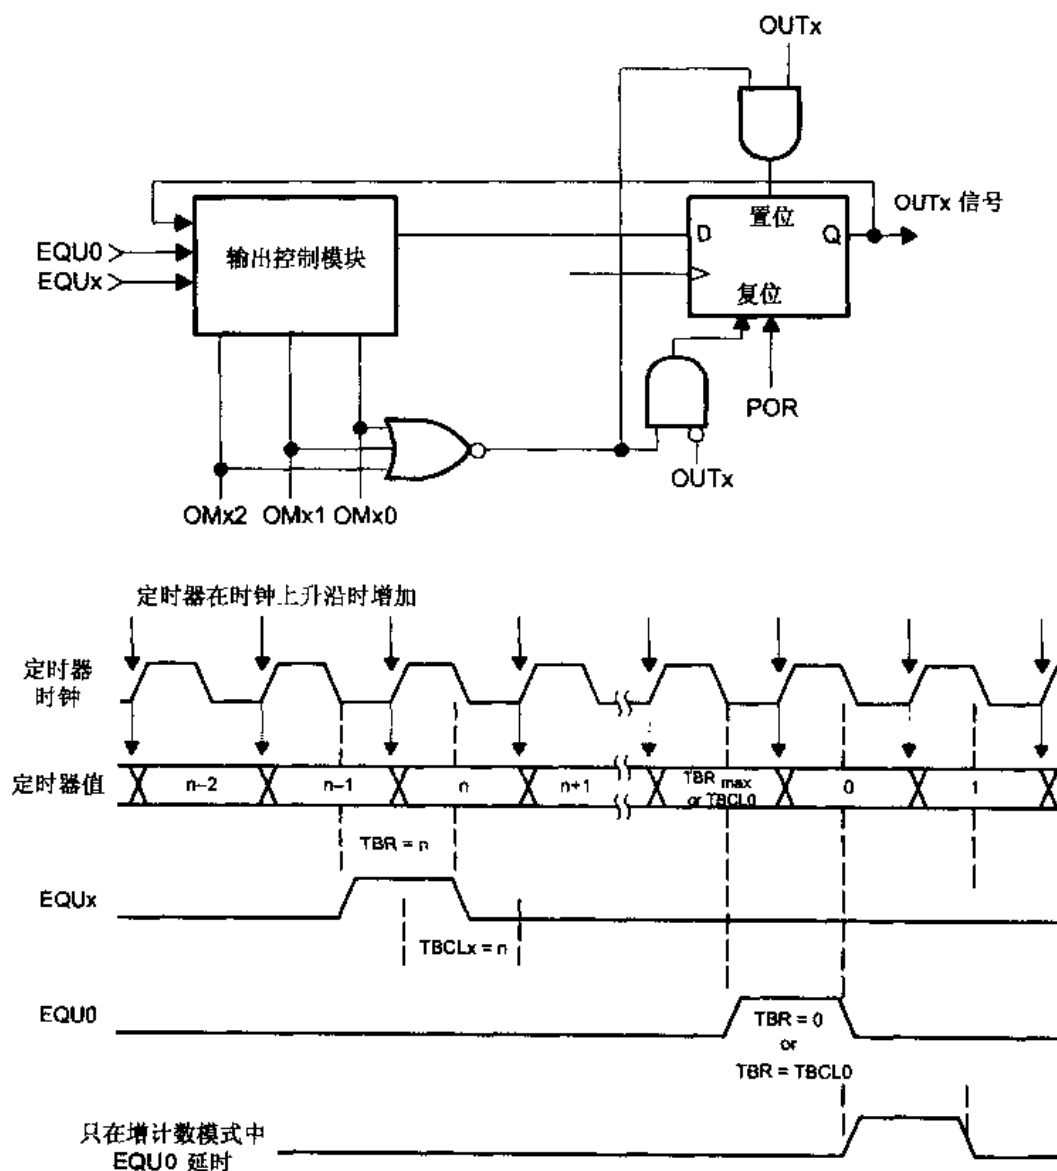 OUTx
EQU0
EQUx
输出控制模块
D
置位
Q
复位
OUTx 信号
POR
OUTx
OMx2 OMx1 OMx0
定时器在时钟上升沿时增加
定时器
时钟
定时器值
n–2
n–1
n
n+1
TBR max
or TBCL0
0
1
TBR = n
EQUx
TBCLx = n
EQU0
TBR = 0
or
TBR = TBCL0
只在增计数模式中
EQU0 延时